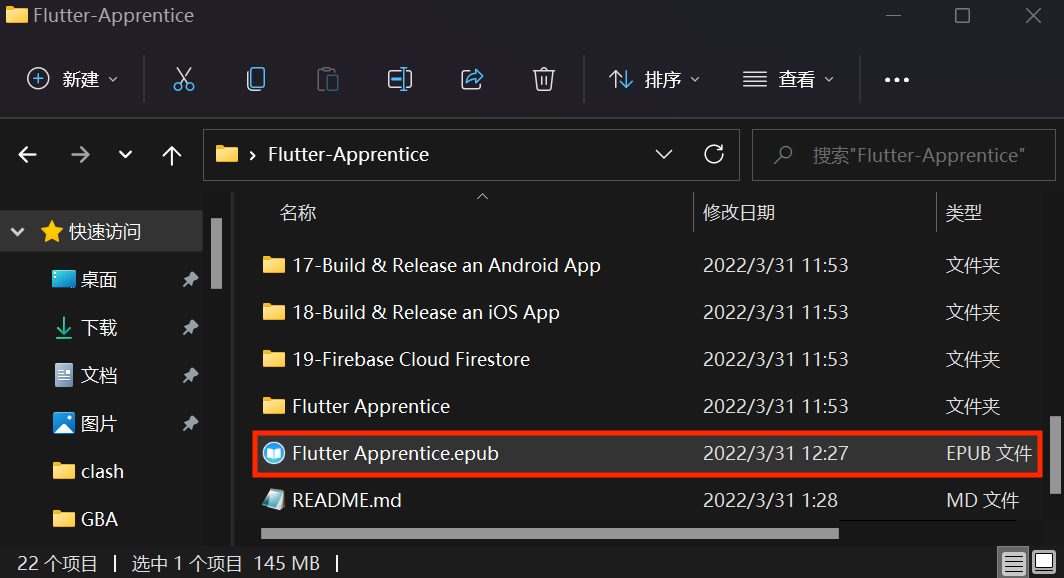 Flutter-Apprentice
新建 排序 查看
Flutter-Apprentice 搜索"Flutter-Apprentice"
名称 修改日期 类型
快速访问
桌面
下载
文档
图片
clash
GBA
17-Build & Release an Android App 2022/3/31 11:53 文件夹
18-Build & Release an iOS App 2022/3/31 11:53 文件夹
19-Firebase Cloud Firestore 2022/3/31 11:53 文件夹
Flutter Apprentice 2022/3/31 11:53 文件夹
Flutter Apprentice.epub 2022/3/31 12:27 EPUB 文件
README.md 2022/3/31 1:28 MD 文件
22 个项目 选中 1 个项目 145 MB